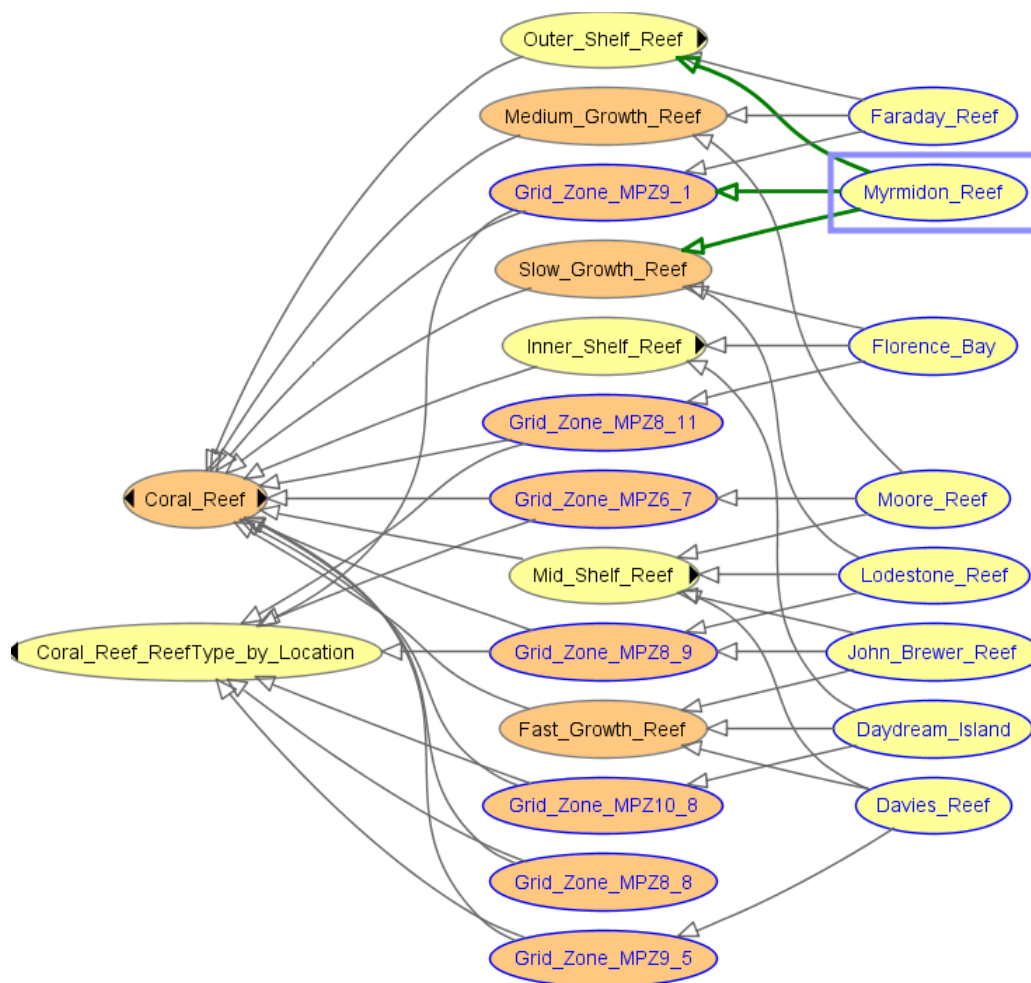 Outer_Shelf_Reef
Medium_Growth_Reef
Faraday_Reef
Grid_Zone_MPZ9_1
Myrmidon_Reef
Slow_Growth_Reef
Inner_Shelf_Reef
Florence_Bay
Grid_Zone_MPZ8_11
Coral_Reef
Grid_Zone_MPZ6_7
Moore_Reef
Mid_Shelf_Reef
Lodestone_Reef
Coral_Reef_ReefType_by_Location
Grid_Zone_MPZ8_9
John_Brewer_Reef
Fast_Growth_Reef
Daydream_Island
Grid_Zone_MPZ10_8
Davies_Reef
Grid_Zone_MPZ8_8
Grid_Zone_MPZ9_5